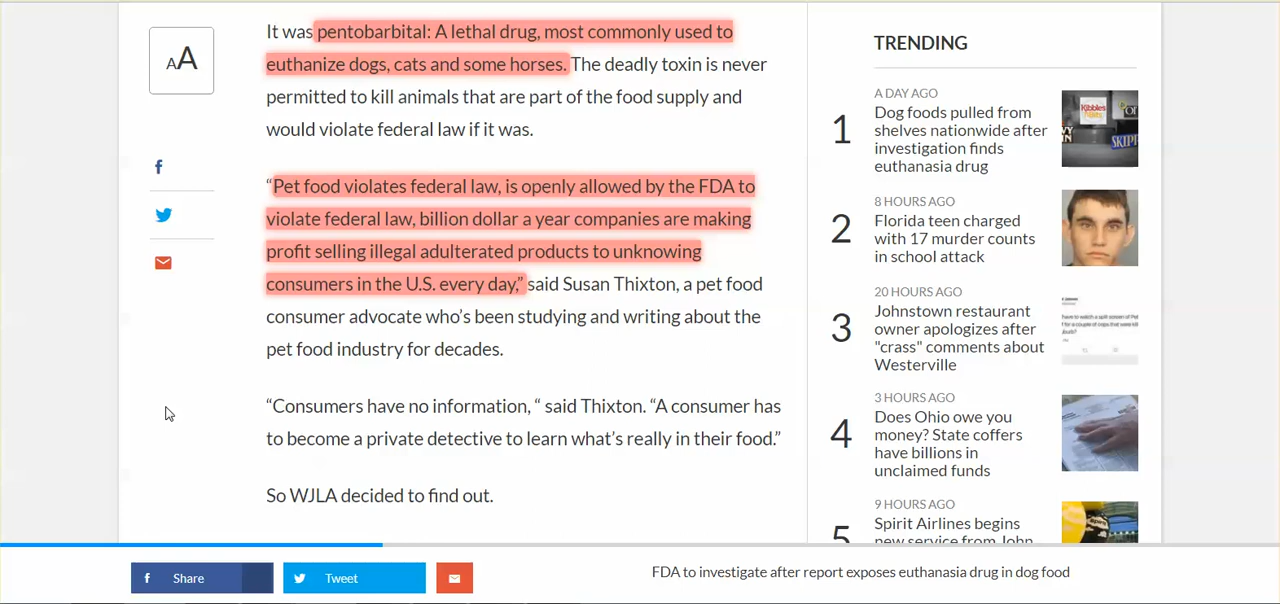 AA
It was pentobarbital: A lethal drug, most commonly used to
euthanize dogs, cats and some horses. The deadly toxin is never
permitted to kill animals that are part of the food supply and
would violate federal law if it was.
“Pet food violates federal law, is openly allowed by the FDA to
violate federal law, billion dollar a year companies are making
profit selling illegal adulterated products to unknowing
consumers in the U.S. every day,” said Susan Thixton, a pet food
consumer advocate who’s been studying and writing about the
pet food industry for decades.
“Consumers have no information, “ said Thixton. “A consumer has
to become a private detective to learn what’s really in their food.”
So WJLA decided to find out.
TRENDING
1
A DAY AGO
Dog foods pulled from
shelves nationwide after
investigation finds
euthanasia drug
Kibbles
SKIPP
2
8 HOURS AGO
Florida teen charged
with 17 murder counts
in school attack
3
20 HOURS AGO
Johnstown restaurant
owner apologizes after
"crass" comments about
Westerville
4
3 HOURS AGO
Does Ohio owe you
money? State coffers
have billions in
unclaimed funds
5
9 HOURS AGO
Spirit Airlines begins
new service from John
f Share
Tweet
FDA to investigate after report exposes euthanasia drug in dog food